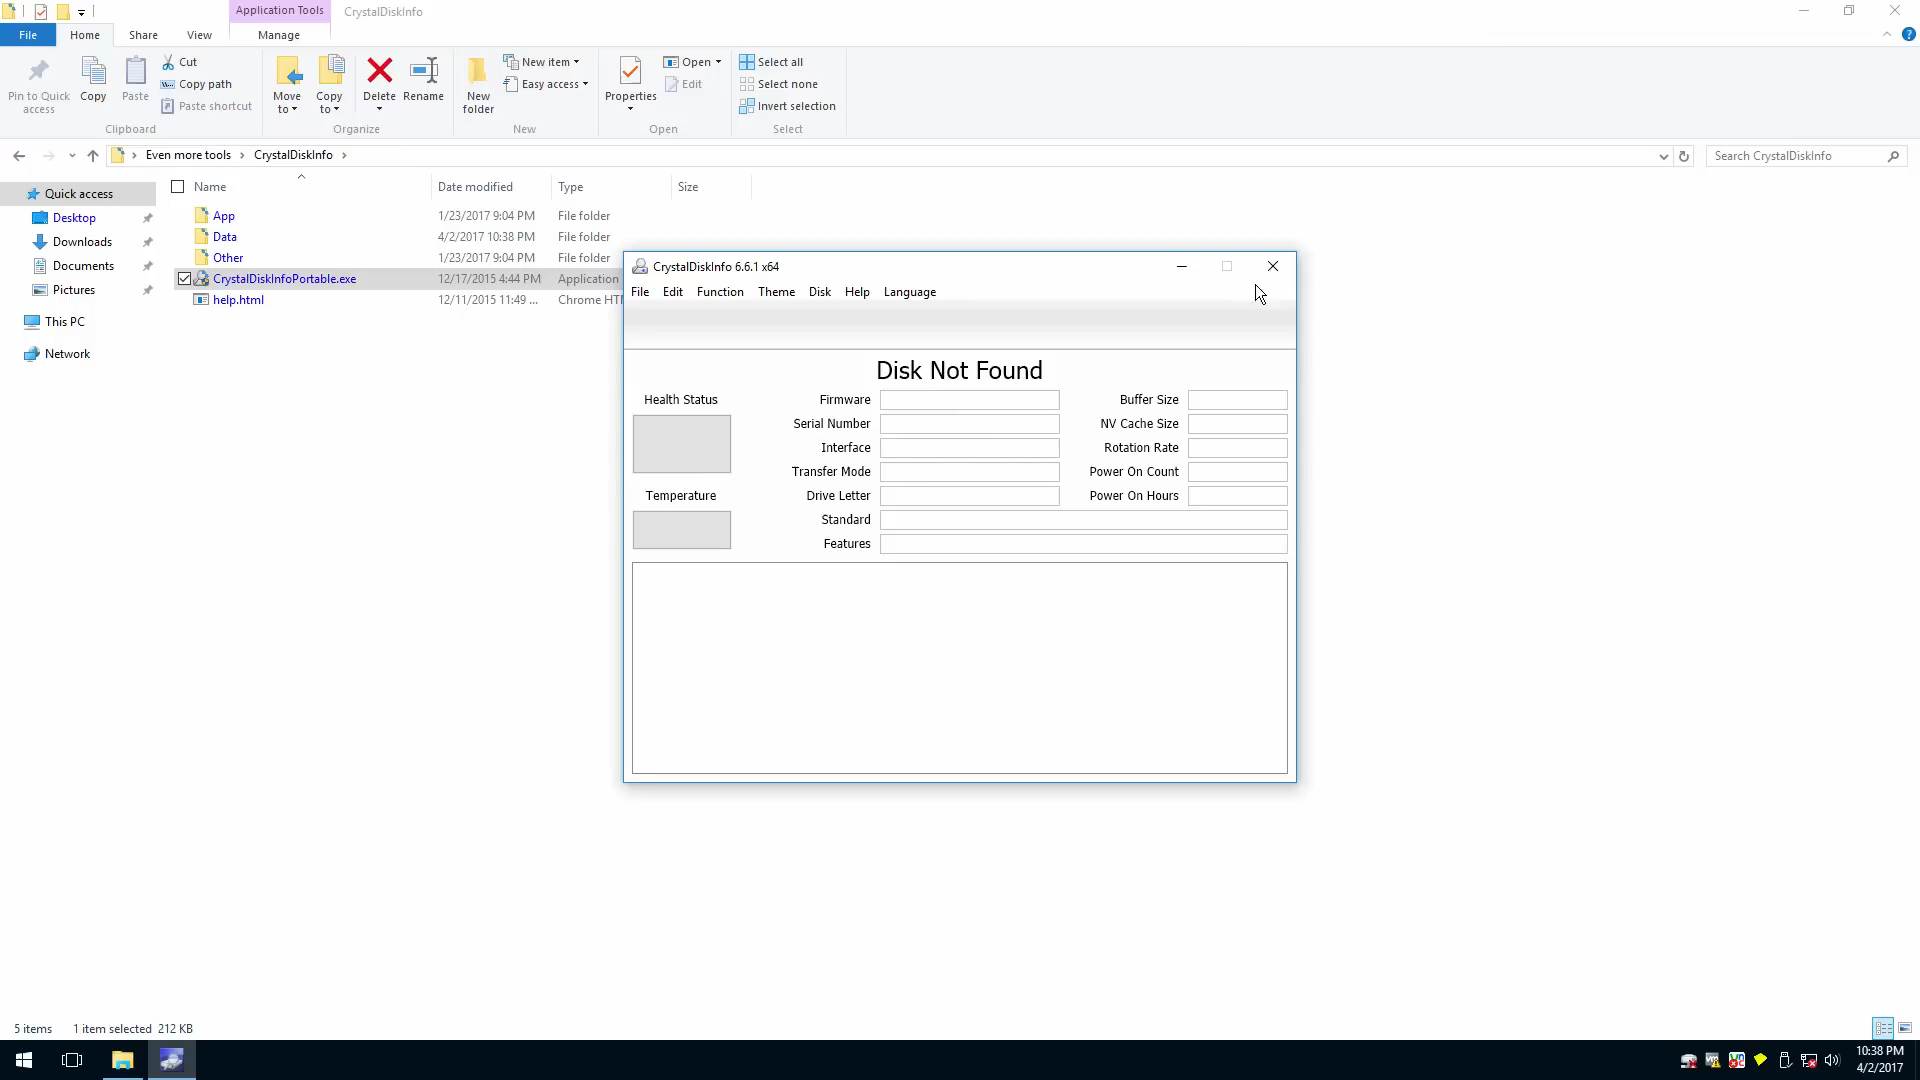 Application Tools
CrystalDiskInfo
File
Home
Share
View
Manage
Pin to Quick access
Copy
Paste
Cut
Copy path
Paste shortcut
Clipboard
Move to
Copy to
Delete
Rename
Organize
New folder
New item
Easy access
New
Properties
Open
Edit
Open
Select all
Select none
Invert selection
Select
Even more tools
CrystalDiskInfo
Search CrystalDiskInfo
Quick access
Desktop
Downloads
Documents
Pictures
This PC
Network
Name
Date modified
Type
Size
App 1/23/2017 9:04 PM File folder
Data 4/2/2017 10:38 PM File folder
Other 1/23/2017 9:04 PM File folder
CrystalDiskInfoPortable.exe 12/17/2015 4:44 PM Application
help.html 12/11/2015 11:49 ... Chrome HT
CrystalDiskInfo 6.6.1 x64
File Edit Function Theme Disk Help Language
Disk Not Found
Health Status
Temperature
Firmware
Serial Number
Interface
Transfer Mode
Drive Letter
Standard
Features
Buffer Size
NV Cache Size
Rotation Rate
Power On Count
Power On Hours
5 items
1 item selected 212 KB
10:38 PM
4/2/2017